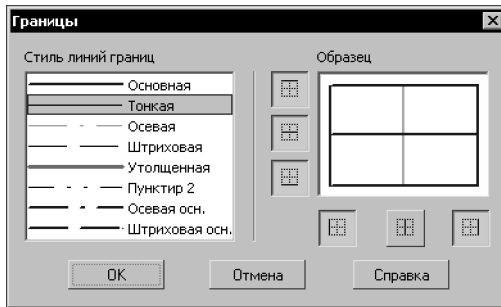 Границы
Стиль линий границ
Образец
Основная
Тонкая
Осевая
Штриховая
Утолщенная
Пунктир 2
Осевая осн.
Штриховая осн.
OK
Отмена
Справка